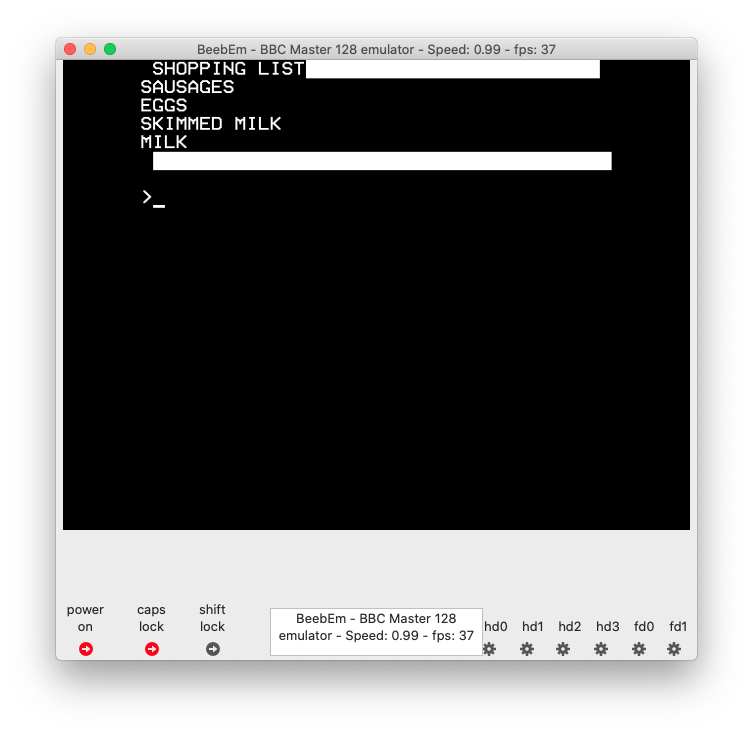 BeebEm - BBC Master 128 emulator - Speed: 0.99 - fps: 37
SHOPPING LIST
SAUSAGES
EGGS
SKIMMED MILK
MILK
>_
power on
caps lock
shift lock
BeebEm - BBC Master 128
emulator - Speed: 0.99 - fps: 37
hd0 hd1 hd2 hd3 fd0 fd1